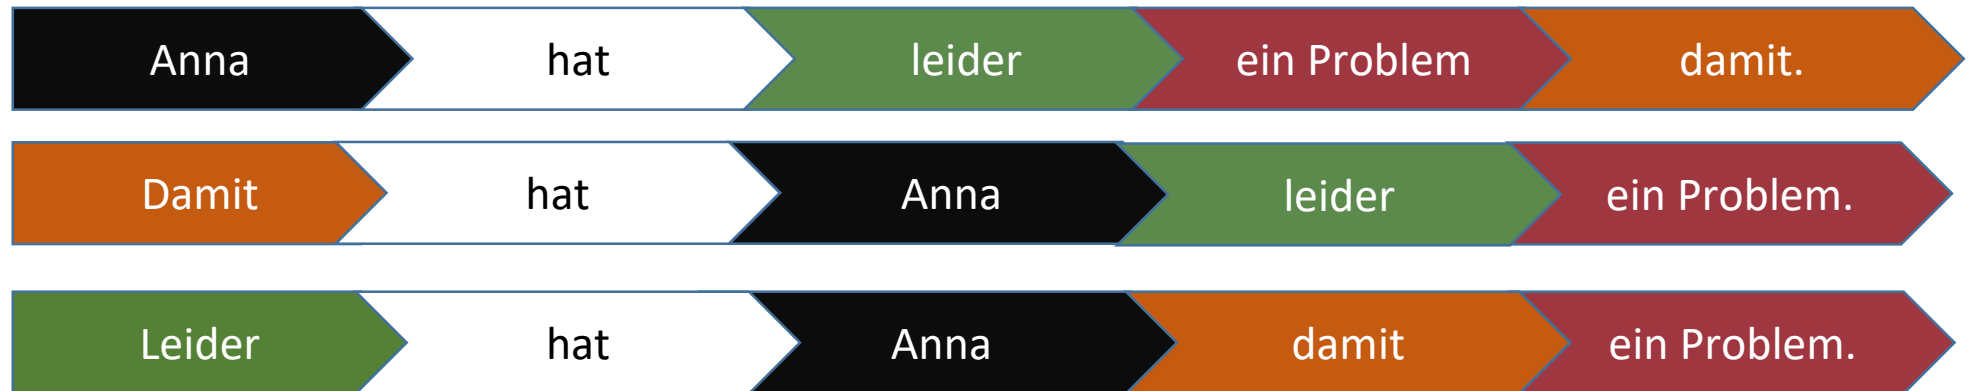 Anna hat leider ein Problem damit.
Damit hat Anna leider ein Problem.
Leider hat Anna damit ein Problem.